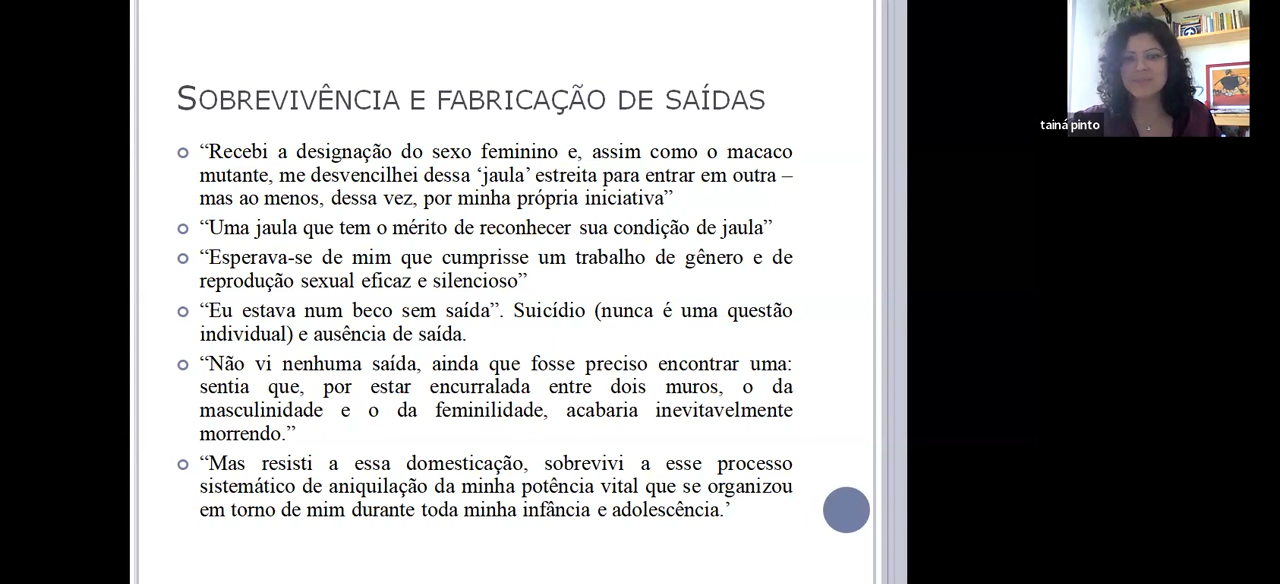 SOBREVIVÊNCIA E FABRICAÇÃO DE SAÍDAS
“Recebi a designação do sexo feminino e, assim como o macaco
mutante, me desvencilhei dessa ‘jaula’ estreita para entrar em outra –
mas ao menos, dessa vez, por minha própria iniciativa”
“Uma jaula que tem o mérito de reconhecer sua condição de jaula”
“Esperava-se de mim que cumprisse um trabalho de gênero e de
reprodução sexual eficaz e silencioso”
“Eu estava num beco sem saída”. Suicídio (nunca é uma questão
individual) e ausência de saída.
“Não vi nenhuma saída, ainda que fosse preciso encontrar uma:
sentia que, por estar encurralada entre dois muros, o da
masculinidade e o da feminilidade, acabaria inevitavelmente
morrendo.”
“Mas resisti a essa domesticação, sobrevivi a esse processo
sistemático de aniquilação da minha potência vital que se organizou
em torno de mim durante toda minha infância e adolescência.’
tainá pinto